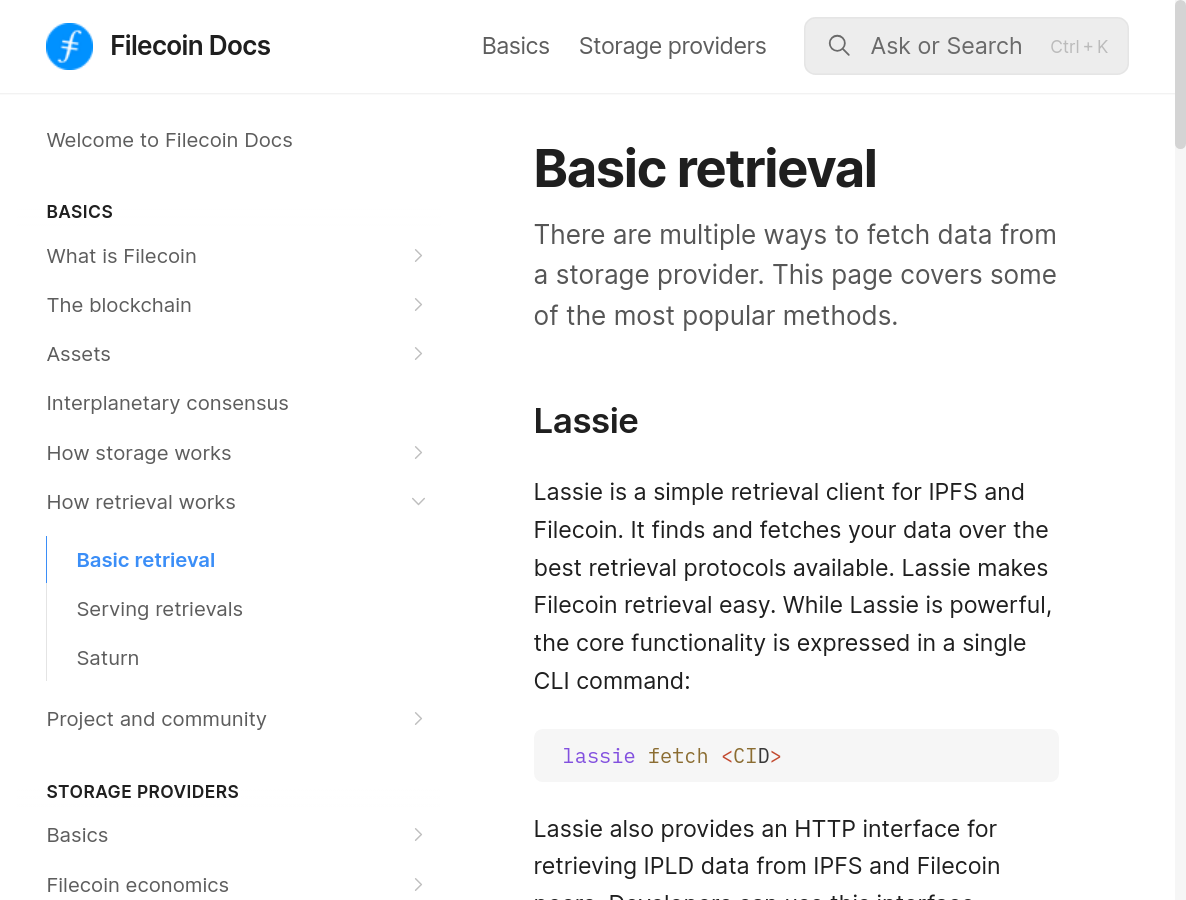 Filecoin Docs
Basics
Storage providers
Ask or Search
Ctrl + K
Welcome to Filecoin Docs
BASICS
What is Filecoin
The blockchain
Assets
Interplanetary consensus
How storage works
How retrieval works
Basic retrieval
Serving retrievals
Saturn
Project and community
STORAGE PROVIDERS
Basics
Filecoin economics
Basic retrieval
There are multiple ways to fetch data from
a storage provider. This page covers some
of the most popular methods.
Lassie
Lassie is a simple retrieval client for IPFS and
Filecoin. It finds and fetches your data over the
best retrieval protocols available. Lassie makes
Filecoin retrieval easy. While Lassie is powerful,
the core functionality is expressed in a single
CLI command:
lassie fetch <CID>
Lassie also provides an HTTP interface for
retrieving IPLD data from IPFS and Filecoin
peers. Developers can use this interface